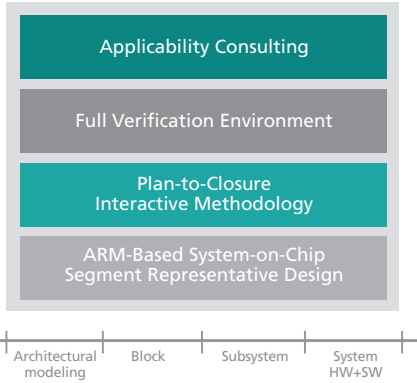 Applicability Consulting
Full Verification Environment
Plan-to-Closure
Interactive Methodology
ARM-Based System-on-Chip
Segment Representative Design
Architectural
modeling
Block
Subsystem
System
HW+SW